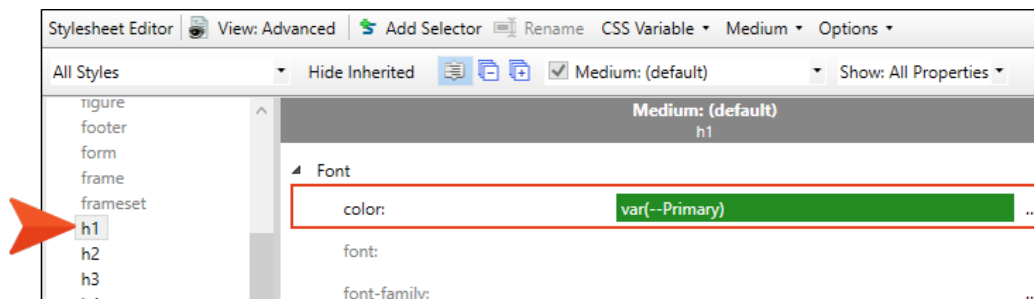 Stylesheet Editor View: Advanced Add Selector Rename CSS Variable Medium Options
All Styles Hide Inherited Medium: (default) Show: All Properties
figure
footer
form
frame
frameset
h1
h2
h3
Medium: (default)
h1
Font
color: var(--Primary) ...
font:
font-family: